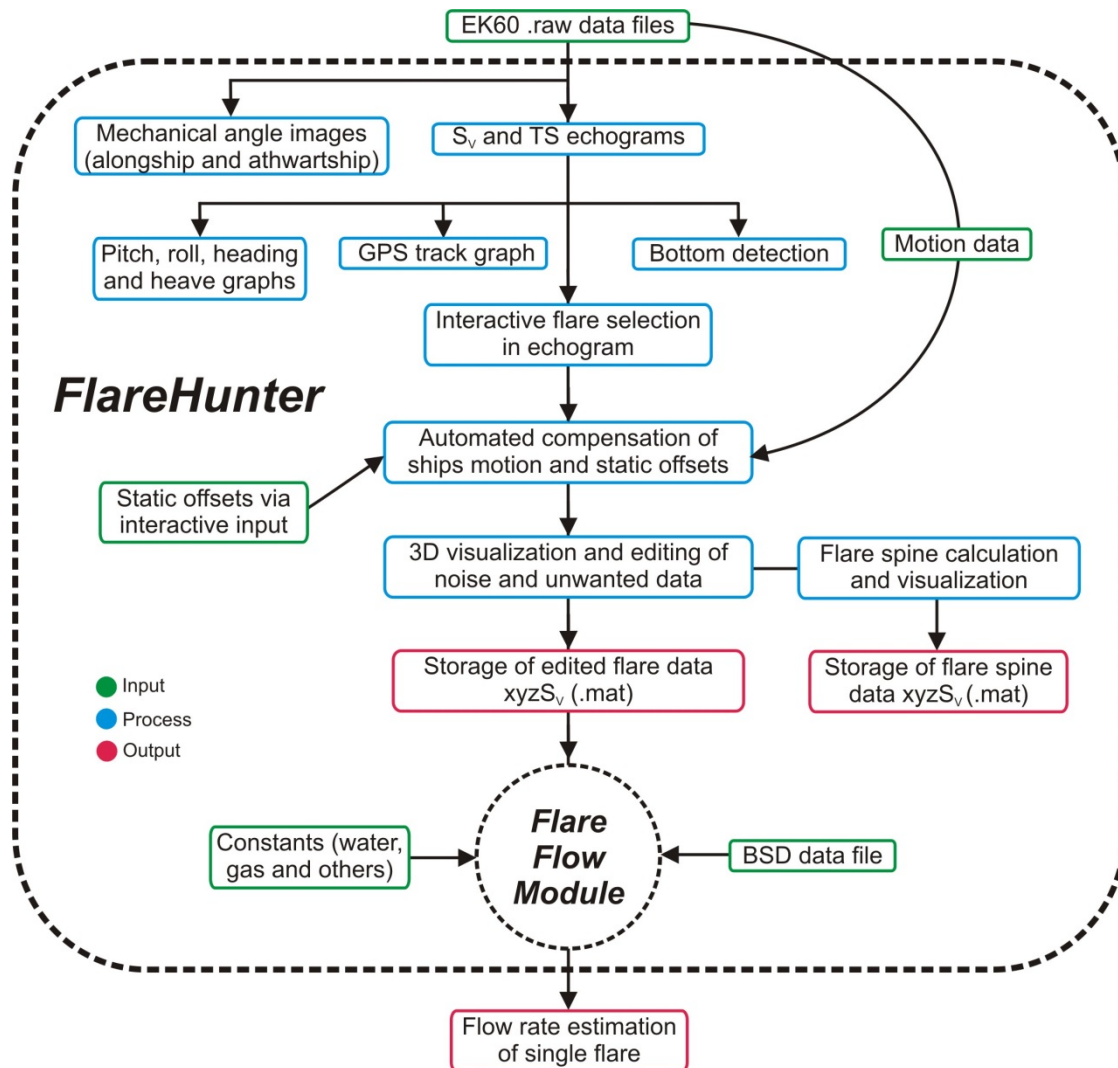 EK60 .raw data files
Mechanical angle images
(alongship and athwartship)
Sᵥ and TS echograms
Pitch, roll, heading
and heave graphs
GPS track graph
Bottom detection
Motion data
Interactive flare selection
in echogram
FlareHunter
Automated compensation of
ships motion and static offsets
Static offsets via
interactive input
3D visualization and editing of
noise and unwanted data
Flare spine calculation
and visualization
Storage of edited flare data
xyzSᵥ (.mat)
Storage of flare spine
data xyzSᵥ (.mat)
Input
Process
Output
Flare
Flow
Module
Constants (water,
gas and others)
BSD data file
Flow rate estimation
of single flare